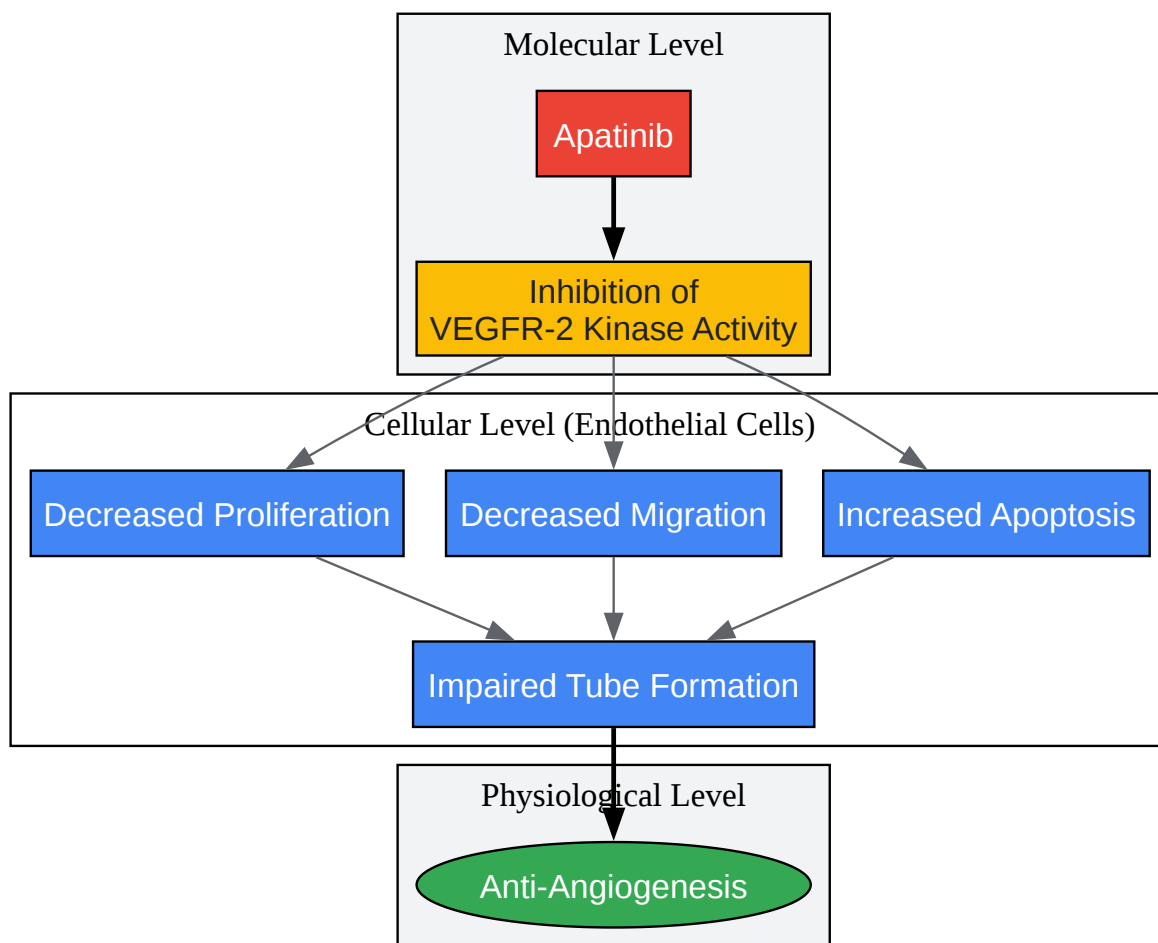 Molecular Level
Apatinib
Inhibition of
VEGFR-2 Kinase Activity
Cellular Level (Endothelial Cells)
Decreased Proliferation
Decreased Migration
Increased Apoptosis
Impaired Tube Formation
Physiological Level
Anti-Angiogenesis